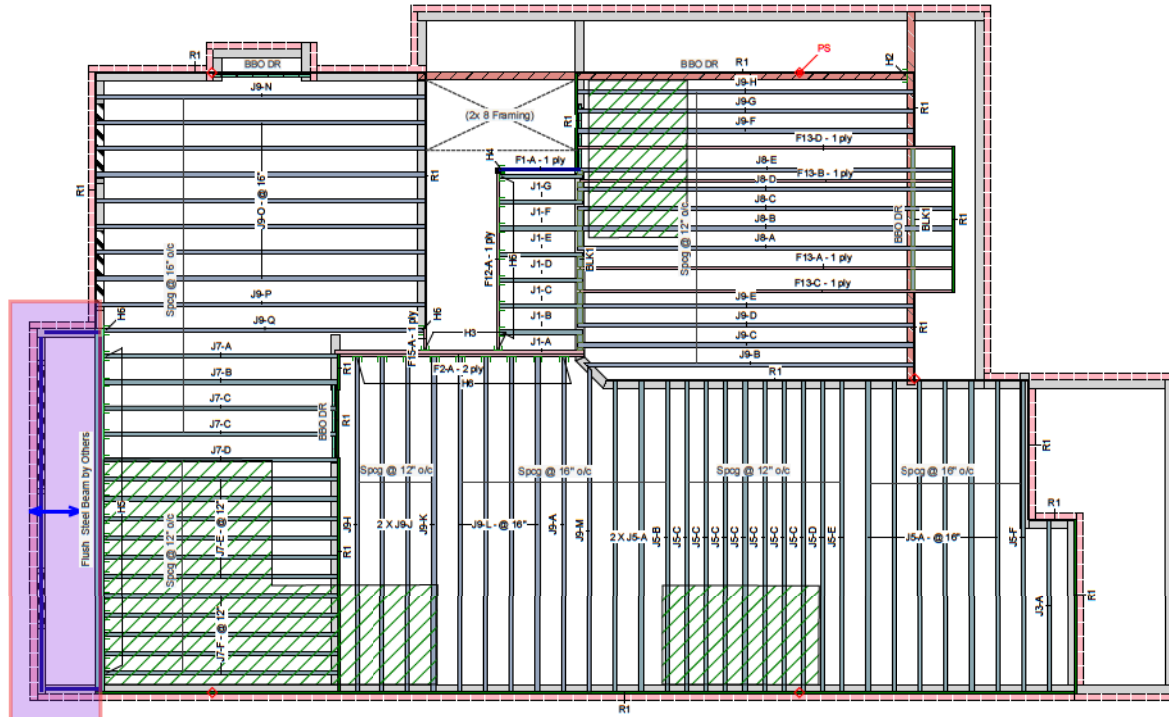 PS
R1
BBO DR
BBO DR
R1
H2
J9-N
J9-H
J9-G
(2x 8 Framing)
R1
J9-F
R1
F13-D - 1 ply
H4
F1-A - 1 ply
J8-E
R1
R1
J9-O - @ 16"
J1-G
F13-B - 1 ply
J8-D
J8-C
J1-F
J8-B
BBO DR
BLK1
R1
J1-E
J8-A
Spcg @ 16" o/c
F12-A - 1 ply
H5
BLK1
Spcg @ 12" o/c
J1-D
F13-A - 1 ply
J1-C
F13-C - 1 ply
J9-P
J9-E
J1-B
J9-D
H6
J9-Q
H6
H3
J9-C
R1
J7-A
F15-A - 1 ply
J1-A
J9-B
R1
F2-A - 2 ply
R1
J7-B
H6
J7-C
BBO DR
R1
J7-C
Flush Steel Beam by Others
J7-D
Spcg @ 12" o/c
Spcg @ 16" o/c
Spcg @ 12" o/c
Spcg @ 16" o/c
R1
H5
J7-E - @ 12"
Spcg @ 12" o/c
R1
J9-I
2 X J9-J
J9-K
J9-L - @ 16"
J9-A
J9-M
2 X J5-A
J5-B
J5-C
J5-C
J5-C
J5-C
J5-C
J5-C
J5-C
J5-D
J5-E
J5-A - @ 16"
J5-F
R1
R1
J3-A
J7-F - @ 12"
R1